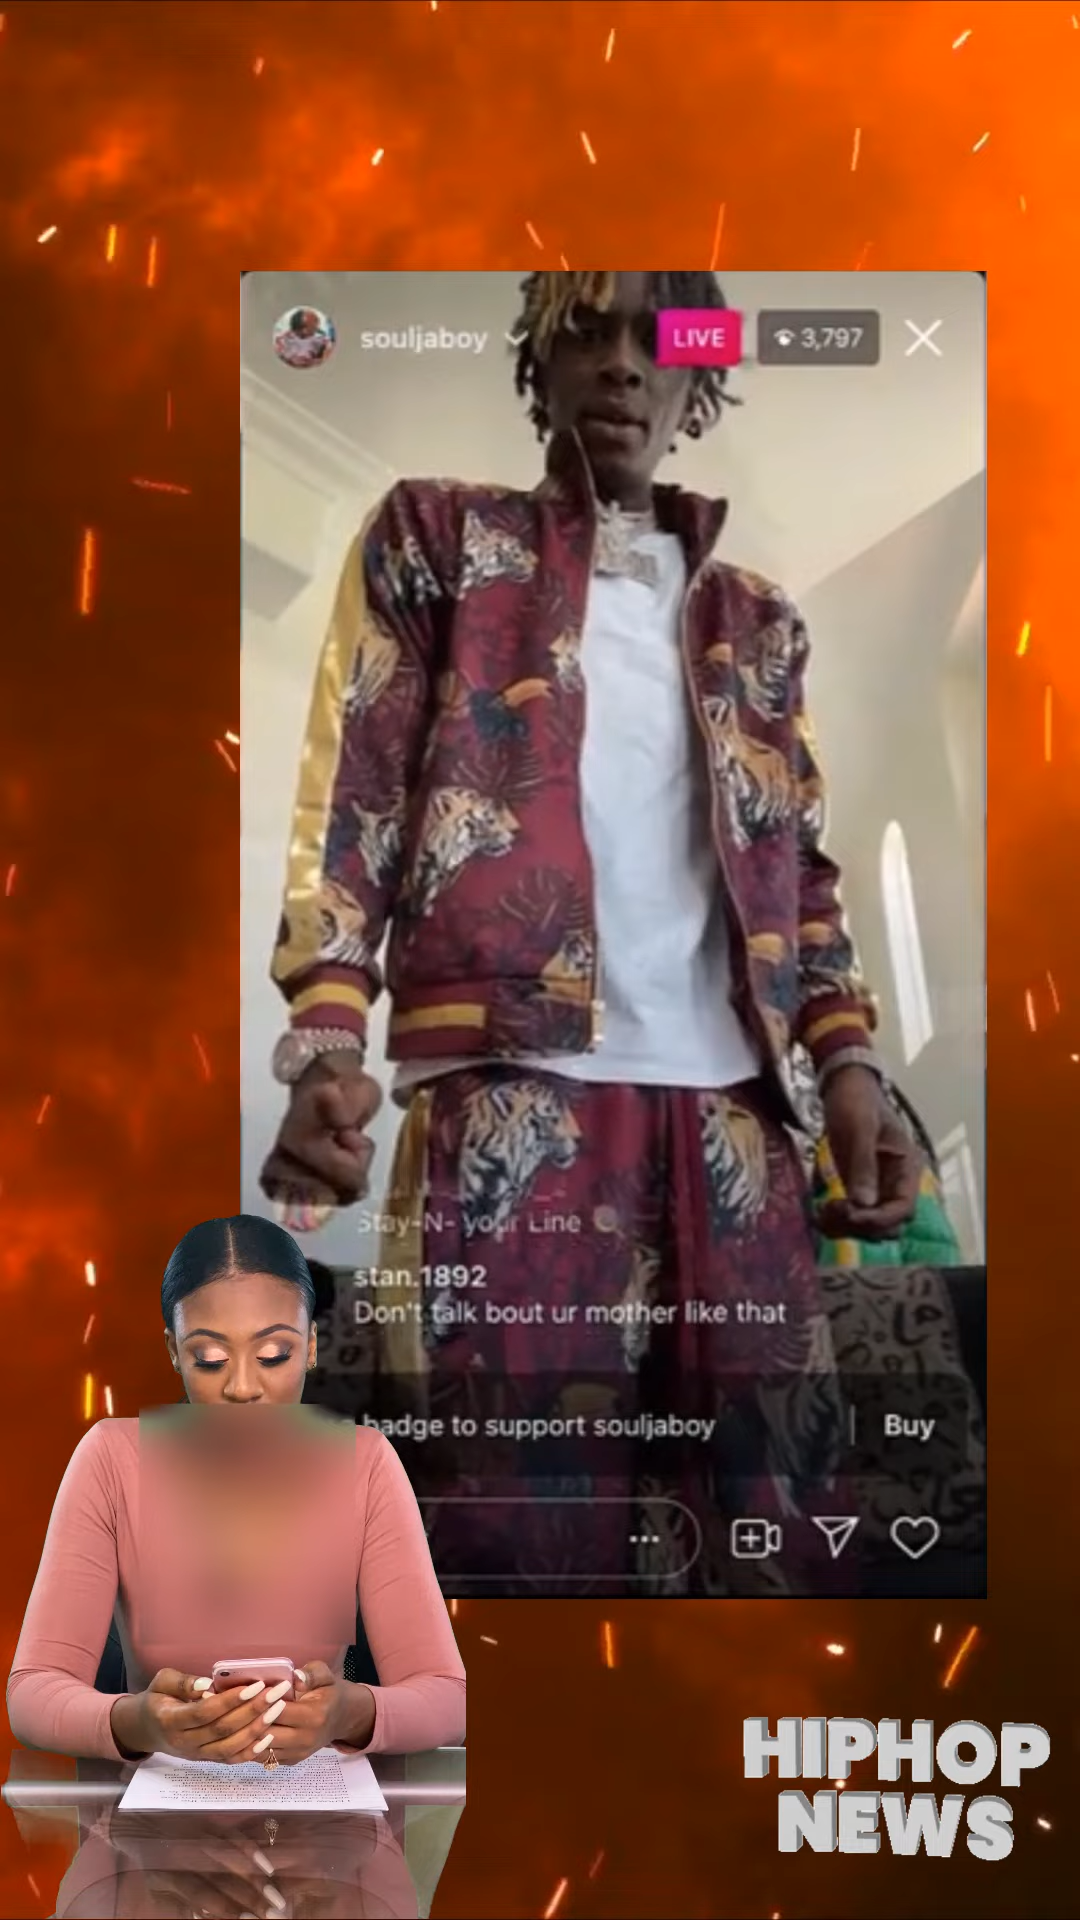 souljaboy
LIVE
3,797
Stay-N- your Line
stan.1892
Don't talk bout ur mother like that
badge to support souljaboy
Buy
HIPHOP
NEWS